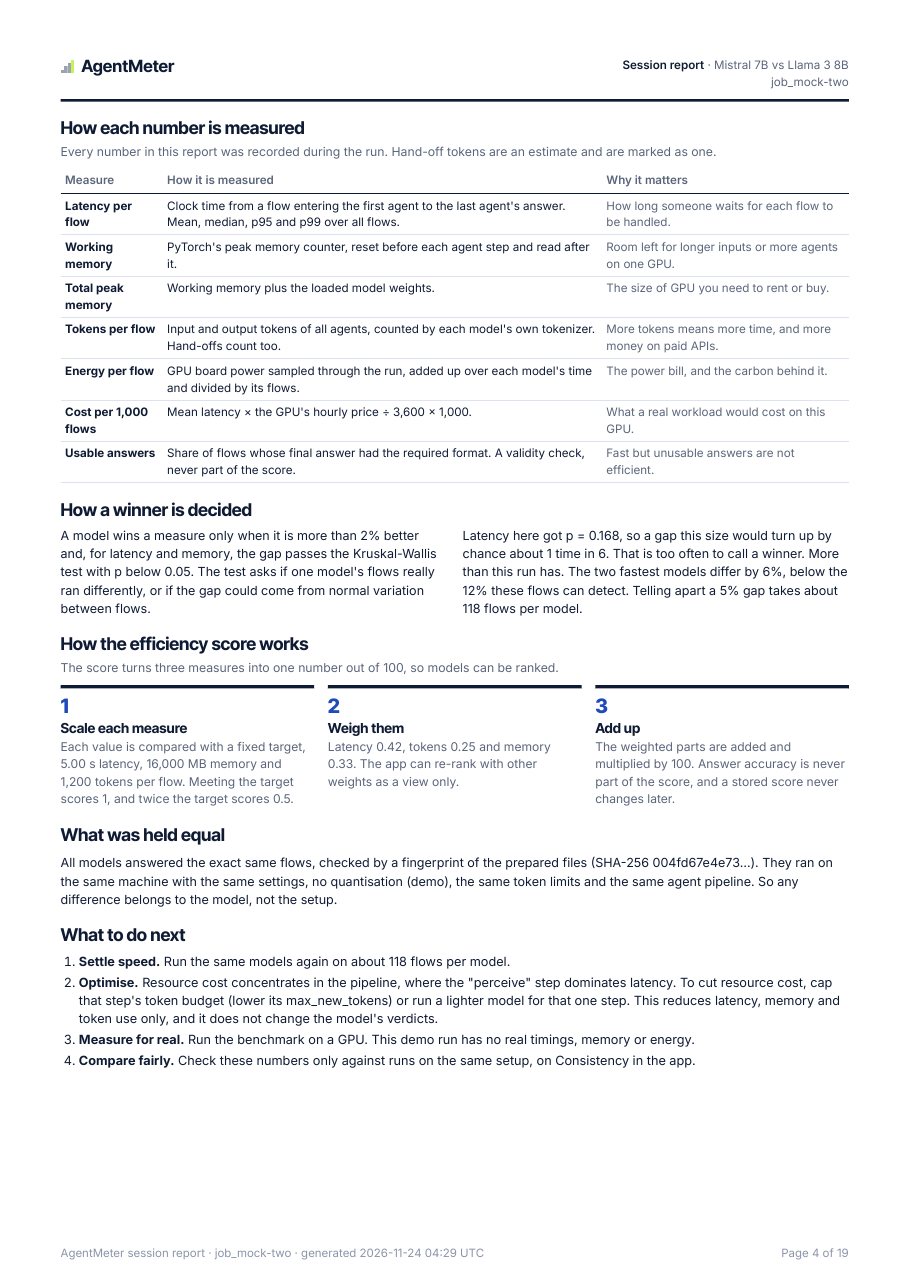 AgentMeter
Session report · Mistral 7B vs Llama 3 8B
job_mock-two
How each number is measured
Every number in this report was recorded during the run. Hand-off tokens are an estimate and are marked as one.
Measure How it is measured Why it matters
Latency per flow Clock time from a flow entering the first agent to the last agent's answer. Mean, median, p95 and p99 over all flows. How long someone waits for each flow to be handled.
Working memory PyTorch's peak memory counter, reset before each agent step and read after it. Room left for longer inputs or more agents on one GPU.
Total peak memory Working memory plus the loaded model weights. The size of GPU you need to rent or buy.
Tokens per flow Input and output tokens of all agents, counted by each model's own tokenizer. Hand-offs count too. More tokens means more time, and more money on paid APIs.
Energy per flow GPU board power sampled through the run, added up over each model's time and divided by its flows. The power bill, and the carbon behind it.
Cost per 1,000 flows Mean latency × the GPU's hourly price ÷ 3,600 × 1,000. What a real workload would cost on this GPU.
Usable answers Share of flows whose final answer had the required format. A validity check, never part of the score. Fast but unusable answers are not efficient.
How a winner is decided
A model wins a measure only when it is more than 2% better
and, for latency and memory, the gap passes the Kruskal-Wallis
test with p below 0.05. The test asks if one model's flows really
ran differently, or if the gap could come from normal variation
between flows.
Latency here got p = 0.168, so a gap this size would turn up by
chance about 1 time in 6. That is too often to call a winner. More
than this run has. The two fastest models differ by 6%, below the
12% these flows can detect. Telling apart a 5% gap takes about
118 flows per model.
How the efficiency score works
The score turns three measures into one number out of 100, so models can be ranked.
1
Scale each measure
Each value is compared with a fixed target,
5.00 s latency, 16,000 MB memory and
1,200 tokens per flow. Meeting the target
scores 1, and twice the target scores 0.5.
2
Weigh them
Latency 0.42, tokens 0.25 and memory
0.33. The app can re-rank with other
weights as a view only.
3
Add up
The weighted parts are added and
multiplied by 100. Answer accuracy is never
part of the score, and a stored score never
changes later.
What was held equal
All models answered the exact same flows, checked by a fingerprint of the prepared files (SHA-256 004fd67e4e73…). They ran on
the same machine with the same settings, no quantisation (demo), the same token limits and the same agent pipeline. So any
difference belongs to the model, not the setup.
What to do next
1. Settle speed. Run the same models again on about 118 flows per model.
2. Optimise. Resource cost concentrates in the pipeline, where the "perceive" step dominates latency. To cut resource cost, cap
that step's token budget (lower its max_new_tokens) or run a lighter model for that one step. This reduces latency, memory and
token use only, and it does not change the model's verdicts.
3. Measure for real. Run the benchmark on a GPU. This demo run has no real timings, memory or energy.
4. Compare fairly. Check these numbers only against runs on the same setup, on Consistency in the app.
AgentMeter session report · job_mock-two · generated 2026-11-24 04:29 UTC
Page 4 of 19